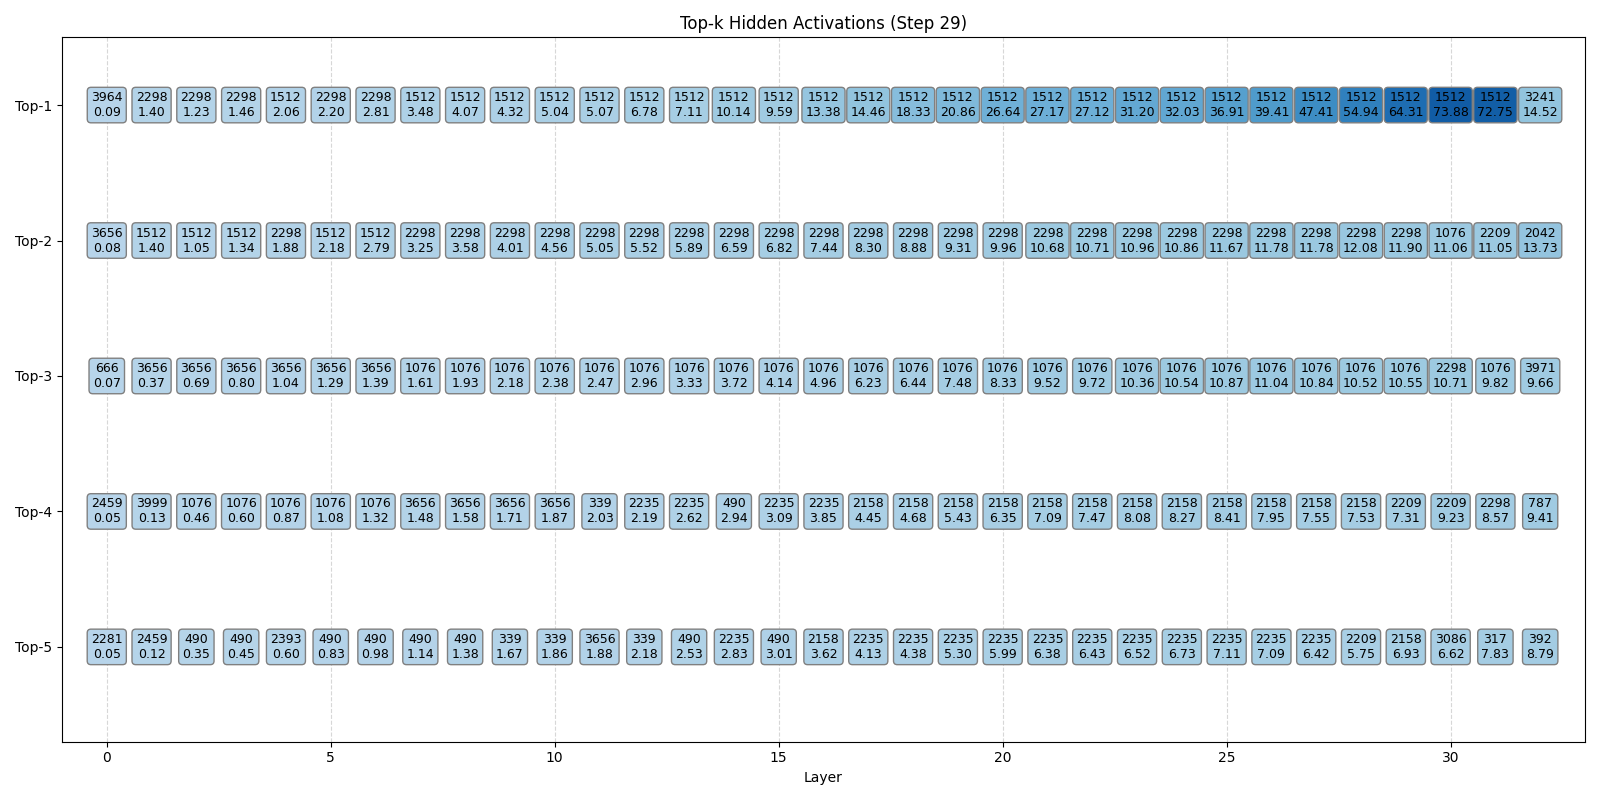 Top-k Hidden Activations (Step 29)
Top-1
3964 2298 2298 2298 1512 2298 2298 1512 1512 1512 1512 1512 1512 1512 1512 1512 1512 1512 1512 1512 1512 1512 1512 1512 1512 1512 1512 1512 1512 1512 1512 1512 3241
0.09 1.40 1.23 1.46 2.06 2.20 2.81 3.48 4.07 4.32 5.04 5.07 6.78 7.11 10.14 9.59 13.38 14.46 18.33 20.86 26.64 27.17 27.12 31.20 32.03 36.91 39.41 47.41 54.94 64.31 73.88 72.75 14.52
Top-2
3656 1512 1512 1512 2298 1512 1512 2298 2298 2298 2298 2298 2298 2298 2298 2298 2298 2298 2298 2298 2298 2298 2298 2298 2298 2298 2298 2298 2298 2298 1076 2209 2042
0.08 1.40 1.05 1.34 1.88 2.18 2.79 3.25 3.58 4.01 4.56 5.05 5.52 5.89 6.59 6.82 7.44 8.30 8.88 9.31 9.96 10.68 10.71 10.96 10.86 11.67 11.78 11.78 12.08 11.90 11.06 11.05 13.73
Top-3
666 3656 3656 3656 3656 3656 3656 1076 1076 1076 1076 1076 1076 1076 1076 1076 1076 1076 1076 1076 1076 1076 1076 1076 1076 1076 1076 1076 1076 1076 2298 1076 3971
0.07 0.37 0.69 0.80 1.04 1.29 1.39 1.61 1.93 2.18 2.38 2.47 2.96 3.33 3.72 4.14 4.96 6.23 6.44 7.48 8.33 9.52 9.72 10.36 10.54 10.87 11.04 10.84 10.52 10.55 10.71 9.82 9.66
Top-4
2459 3999 1076 1076 1076 1076 1076 3656 3656 3656 3656 339 2235 2235 490 2235 2235 2158 2158 2158 2158 2158 2158 2158 2158 2158 2158 2158 2158 2209 2209 2298 787
0.05 0.13 0.46 0.60 0.87 1.08 1.32 1.48 1.58 1.71 1.87 2.03 2.19 2.62 2.94 3.09 3.85 4.45 4.68 5.43 6.35 7.09 7.47 8.08 8.27 8.41 7.95 7.55 7.53 7.31 9.23 8.57 9.41
Top-5
2281 2459 490 490 2393 490 490 490 490 339 339 3656 339 490 2235 490 2158 2235 2235 2235 2235 2235 2235 2235 2235 2235 2235 2235 2209 2158 3086 317 392
0.05 0.12 0.35 0.45 0.60 0.83 0.98 1.14 1.38 1.67 1.86 1.88 2.18 2.53 2.83 3.01 3.62 4.13 4.38 5.30 5.99 6.38 6.43 6.52 6.73 7.11 7.09 6.42 5.75 6.93 6.62 7.83 8.79
0 5 10 15 20 25 30
Layer